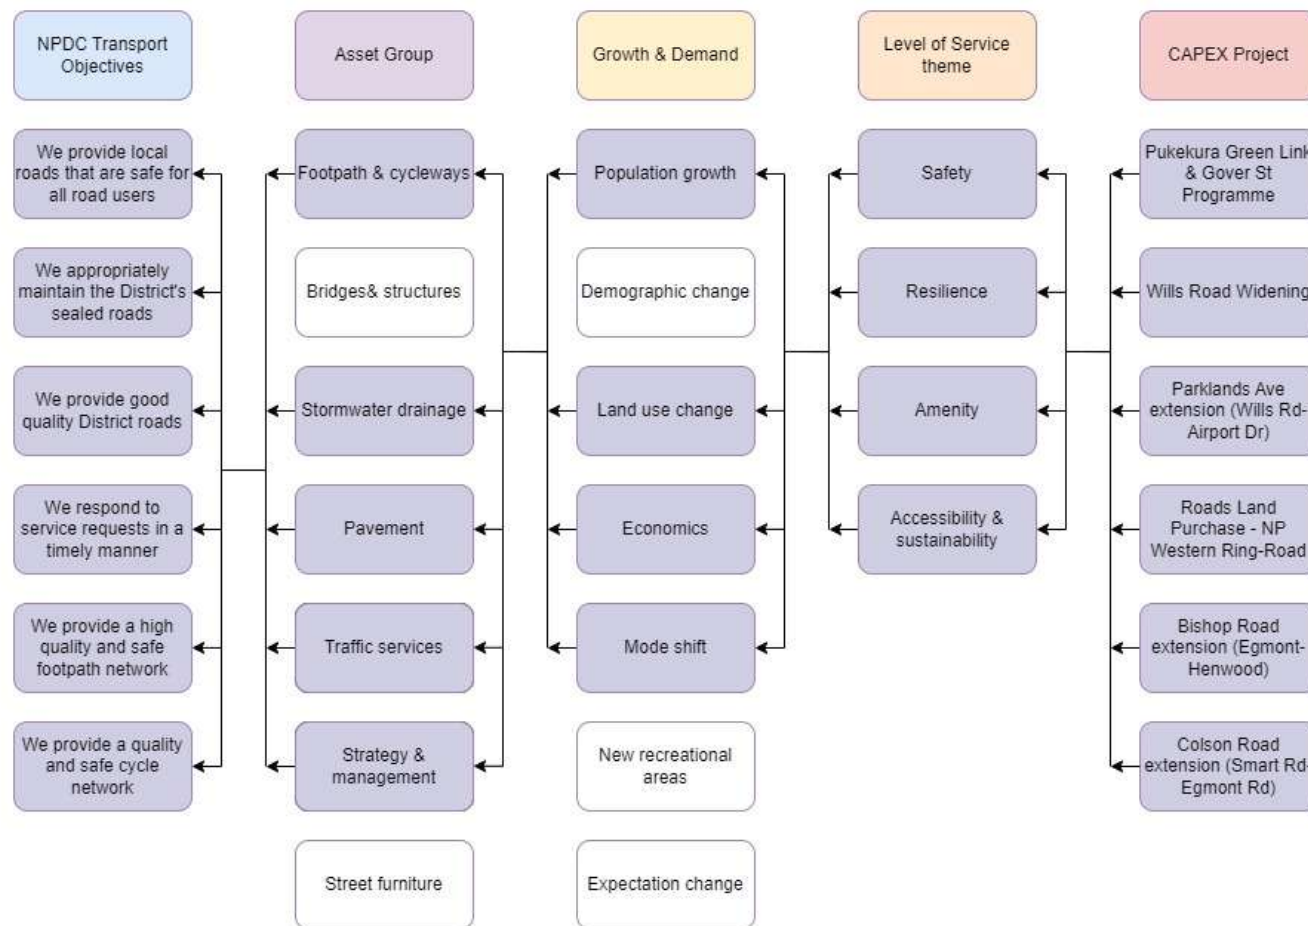 NPDC Transport
Objectives
Asset Group
Growth & Demand
Level of Service
theme
CAPEX Project
We provide local
roads that are safe for
all road users
Footpath & cycleways
Population growth
Safety
Pukekura Green Link
& Gover St
Programme
We appropriately
maintain the District's
sealed roads
Bridges& structures
Demographic change
Resilience
Wills Road Widening
We provide good
quality District roads
Stormwater drainage
Land use change
Amenity
Parklands Ave
extension (Wills Rd-
Airport Dr)
We respond to
service requests in a
timely manner
Pavement
Economics
Accessibility &
sustainability
Roads Land
Purchase - NP
Western Ring-Road
We provide a high
quality and safe
footpath network
Traffic services
Mode shift
Bishop Road
extension (Egmont-
Henwood)
We provide a quality
and safe cycle
network
Strategy &
management
New recreational
areas
Colson Road
extension (Smart Rd-
Egmont Rd)
Street furniture
Expectation change